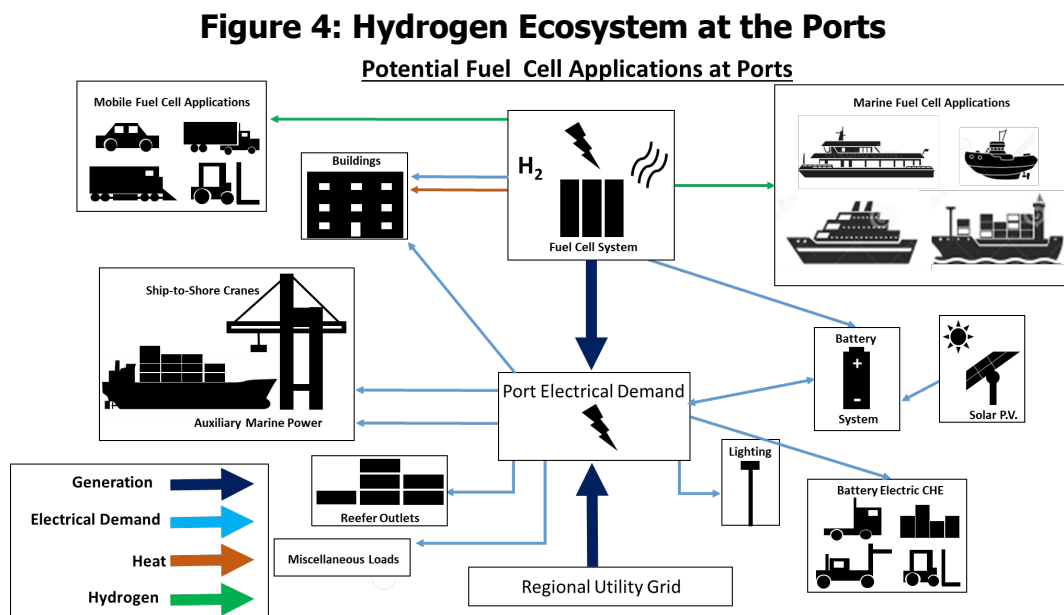 Figure 4: Hydrogen Ecosystem at the Ports
Potential Fuel Cell Applications at Ports
Mobile Fuel Cell Applications
Marine Fuel Cell Applications
Buildings
H2
Fuel Cell System
Ship-to-Shore Cranes
Auxiliary Marine Power
Port Electrical Demand
Battery
+
-
System
Solar P.V.
Lighting
Battery Electric CHE
Reefer Outlets
Miscellaneous Loads
Regional Utility Grid
Generation
Electrical Demand
Heat
Hydrogen